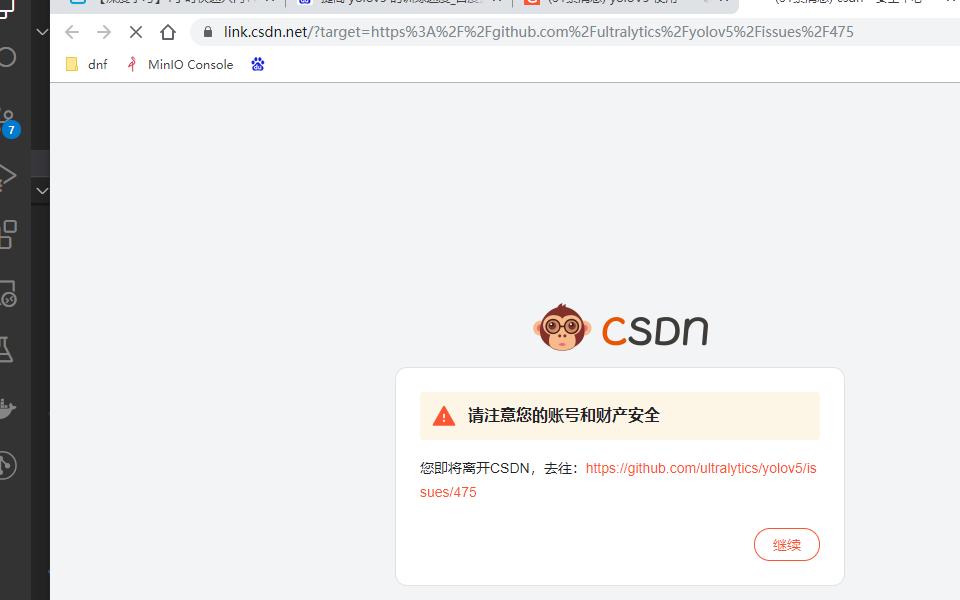 link.csdn.net/?target=https%3A%2F%2Fgithub.com%2Fultralytics%2Fyolov5%2Fissues%2F475
dnf
MinIO Console
7
CSDN
请注意您的账号和财产安全
您即将离开CSDN，去往：https://github.com/ultralytics/yolov5/is
sues/475
继续